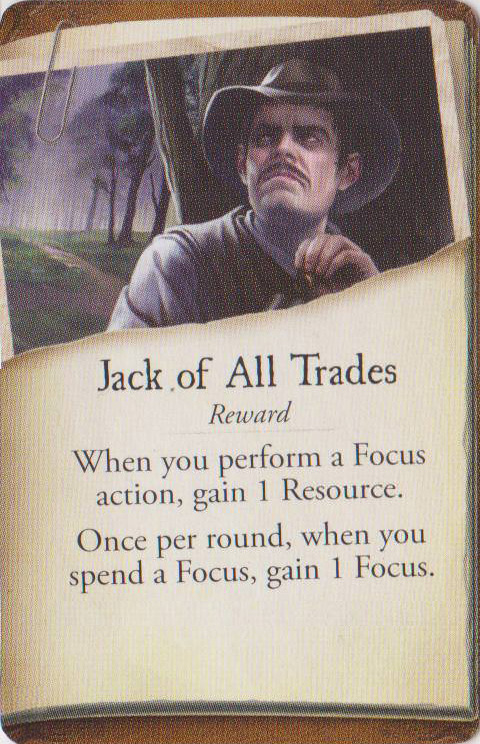 Jack of All Trades
Reward
When you perform a Focus
action, gain 1 Resource.
Once per round, when you
spend a Focus, gain 1 Focus.